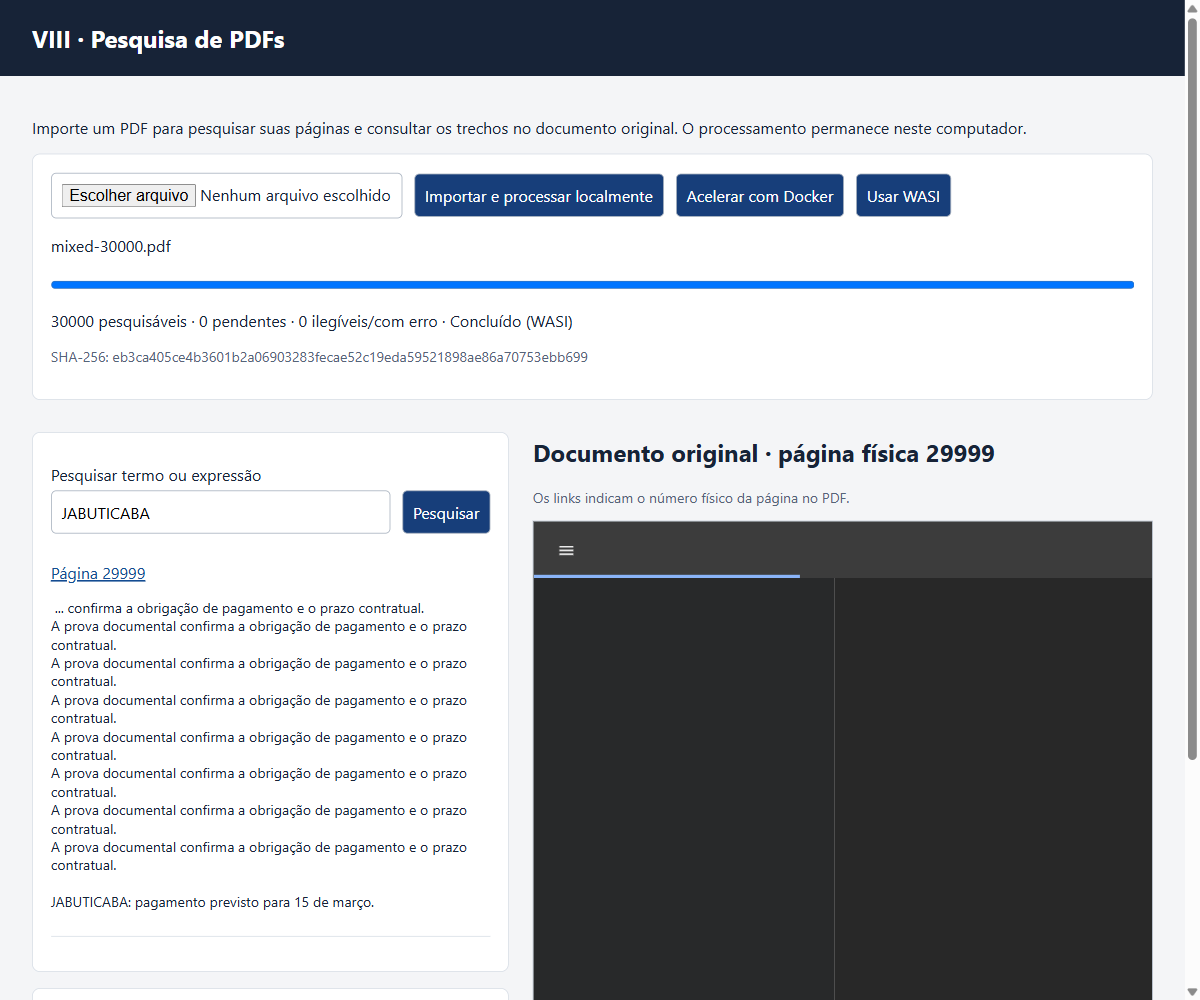 VIII · Pesquisa de PDFs
Importe um PDF para pesquisar suas páginas e consultar os trechos no documento original. O processamento permanece neste computador.
Escolher arquivo Nenhum arquivo escolhido
Importar e processar localmente
Acelerar com Docker
Usar WASI
mixed-30000.pdf
30000 pesquisáveis · 0 pendentes · 0 ilegíveis/com erro · Concluído (WASI)
SHA-256: eb3ca405ce4b3601b2a06903283fecae52c19eda59521898ae86a70753ebb699
Pesquisar termo ou expressão
JABUTICABA
Pesquisar
Página 29999
... confirma a obrigação de pagamento e o prazo contratual.
A prova documental confirma a obrigação de pagamento e o prazo
contratual.
A prova documental confirma a obrigação de pagamento e o prazo
contratual.
A prova documental confirma a obrigação de pagamento e o prazo
contratual.
A prova documental confirma a obrigação de pagamento e o prazo
contratual.
A prova documental confirma a obrigação de pagamento e o prazo
contratual.
A prova documental confirma a obrigação de pagamento e o prazo
contratual.
A prova documental confirma a obrigação de pagamento e o prazo
contratual.
JABUTICABA: pagamento previsto para 15 de março.
Documento original · página física 29999
Os links indicam o número físico da página no PDF.